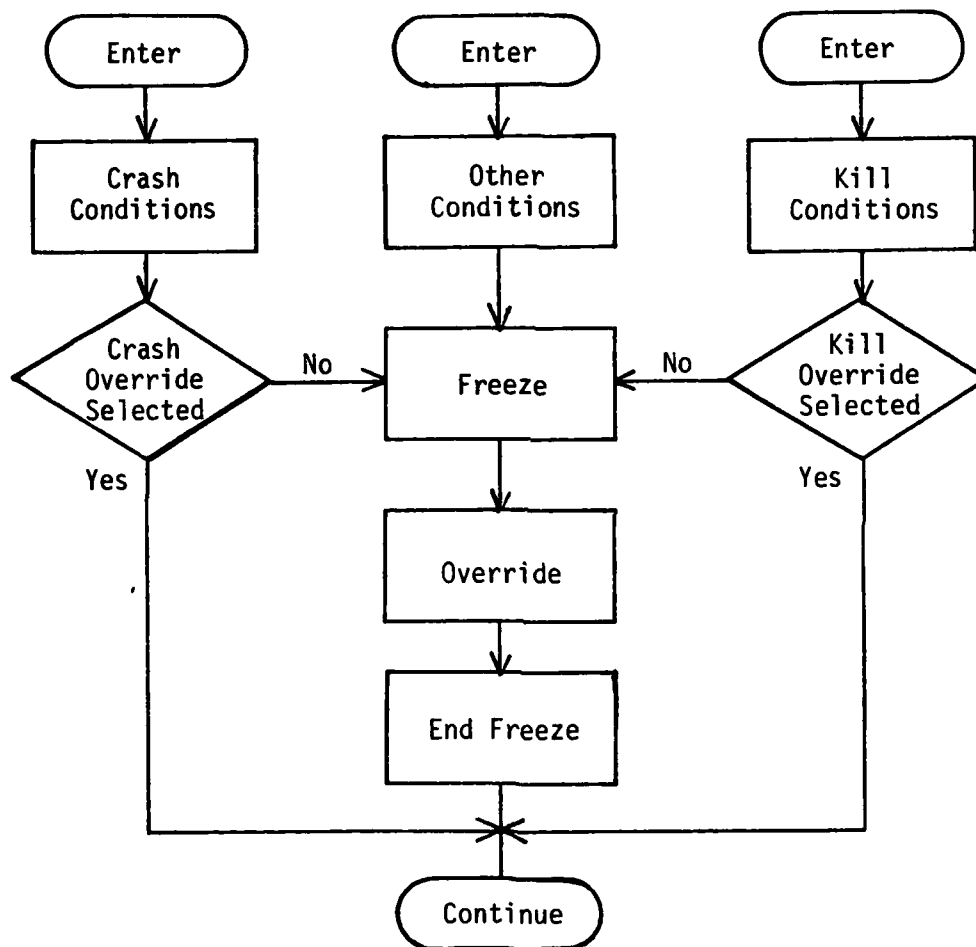 Enter
Enter
Enter
Crash
Conditions
Other
Conditions
Kill
Conditions
Crash
Override
Selected
No
Freeze
No
Kill
Override
Selected
Yes
Yes
Override
End Freeze
Continue